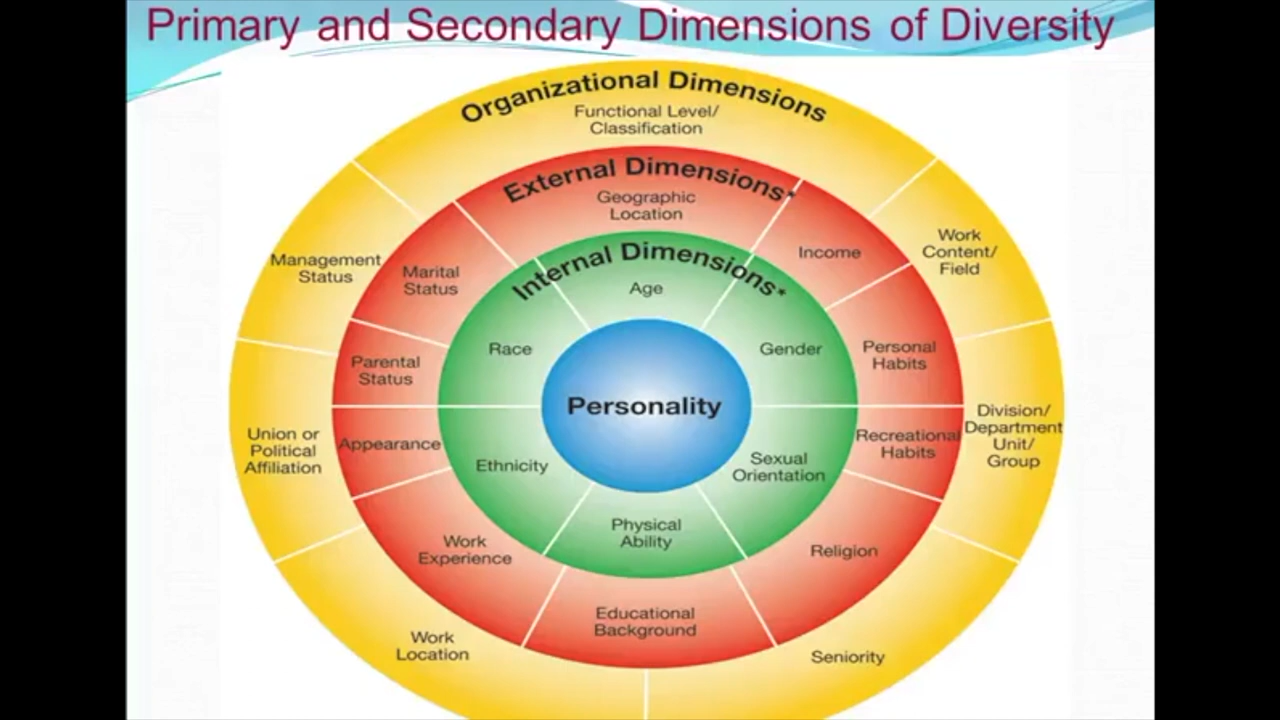 Primary and Secondary Dimensions of Diversity
Organizational Dimensions
Functional Level/
Classification
External Dimensions*
Geographic
Location
Internal Dimensions*
Age
Income
Work
Content/
Field
Management
Status
Marital
Status
Race
Gender
Personal
Habits
Parental
Status
Personality
Division/
Department
Unit/
Group
Union or
Political
Affiliation
Appearance
Ethnicity
Sexual
Orientation
Recreational
Habits
Physical
Ability
Work
Experience
Religion
Educational
Background
Work
Location
Seniority